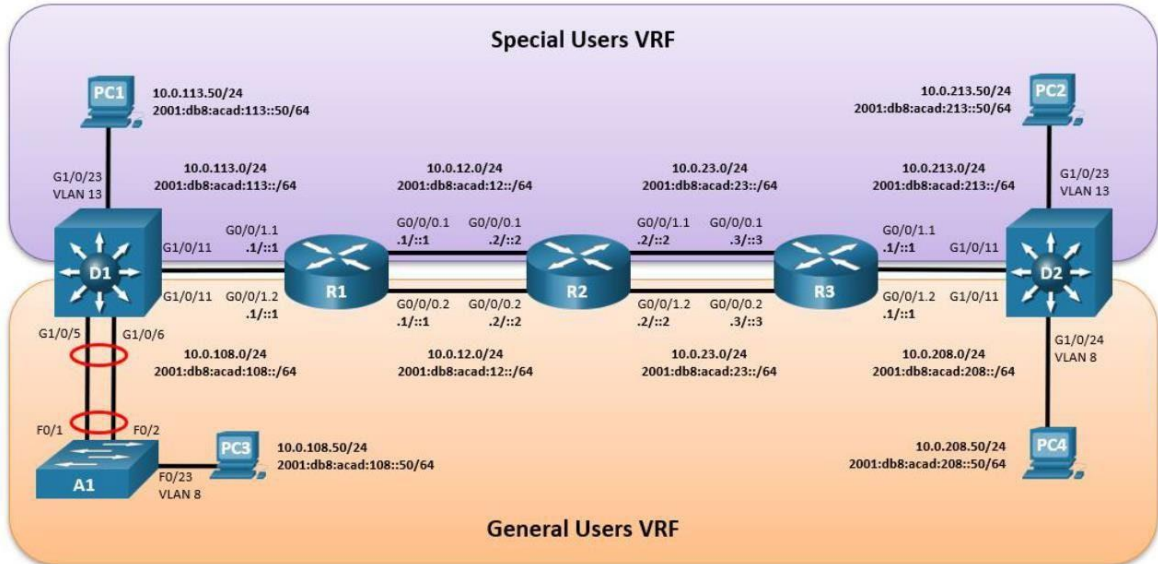 Special Users VRF
PC1
10.0.113.50/24
2001:db8:acad:113::50/64
10.0.213.50/24
2001:db8:acad:213::50/64
PC2
G1/0/23
VLAN 13
10.0.113.0/24
2001:db8:acad:113::/64
10.0.12.0/24
2001:db8:acad:12::/64
10.0.23.0/24
2001:db8:acad:23::/64
10.0.213.0/24
2001:db8:acad:213::/64
G1/0/23
VLAN 13
D1
G1/0/11
G0/0/1.1
.1/::1
R1
G0/0/0.1
.1/::1
G0/0/0.1
.2/::2
R2
G0/0/1.1
.2/::2
G0/0/0.1
.3/::3
R3
G0/0/1.1
.1/::1
G1/0/11
D2
G1/0/11
G0/0/1.2
.1/::1
G0/0/0.2
.1/::1
G0/0/0.2
.2/::2
G0/0/1.2
.2/::2
G0/0/0.2
.3/::3
G0/0/1.2
.1/::1
G1/0/11
G1/0/5
G1/0/6
10.0.108.0/24
2001:db8:acad:108::/64
10.0.12.0/24
2001:db8:acad:12::/64
10.0.23.0/24
2001:db8:acad:23::/64
10.0.208.0/24
2001:db8:acad:208::/64
G1/0/24
VLAN 8
F0/1
F0/2
A1
F0/23
VLAN 8
PC3
10.0.108.50/24
2001:db8:acad:108::50/64
10.0.208.50/24
2001:db8:acad:208::50/64
PC4
General Users VRF